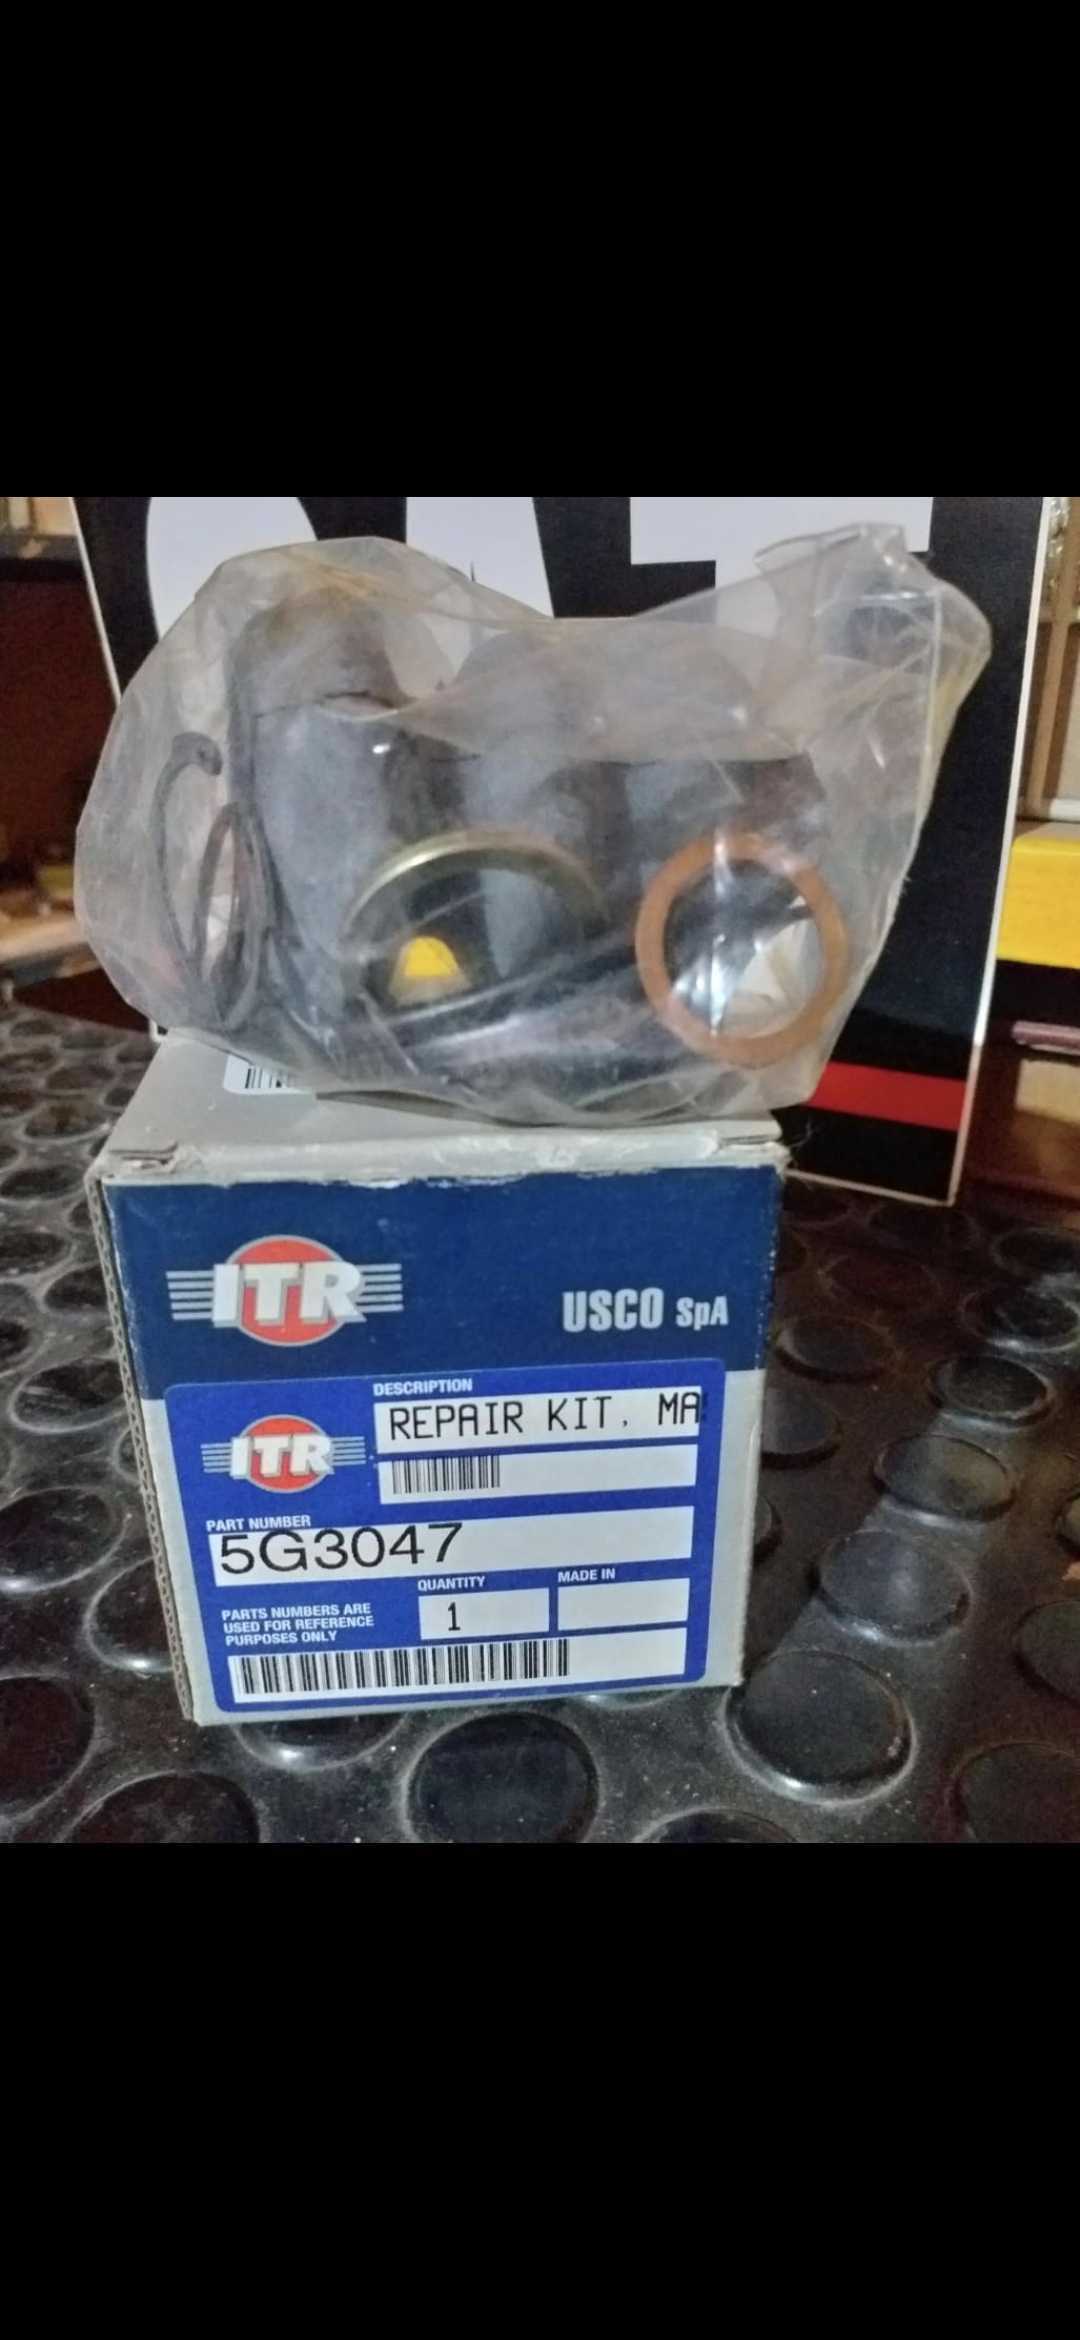 CAT
ITR
USCO SpA
DESCRIPTION
REPAIR KIT, MA
ITR
PART NUMBER
5G3047
QUANTITY
MADE IN
1
PARTS NUMBERS ARE
USED FOR REFERENCE
PURPOSES ONLY